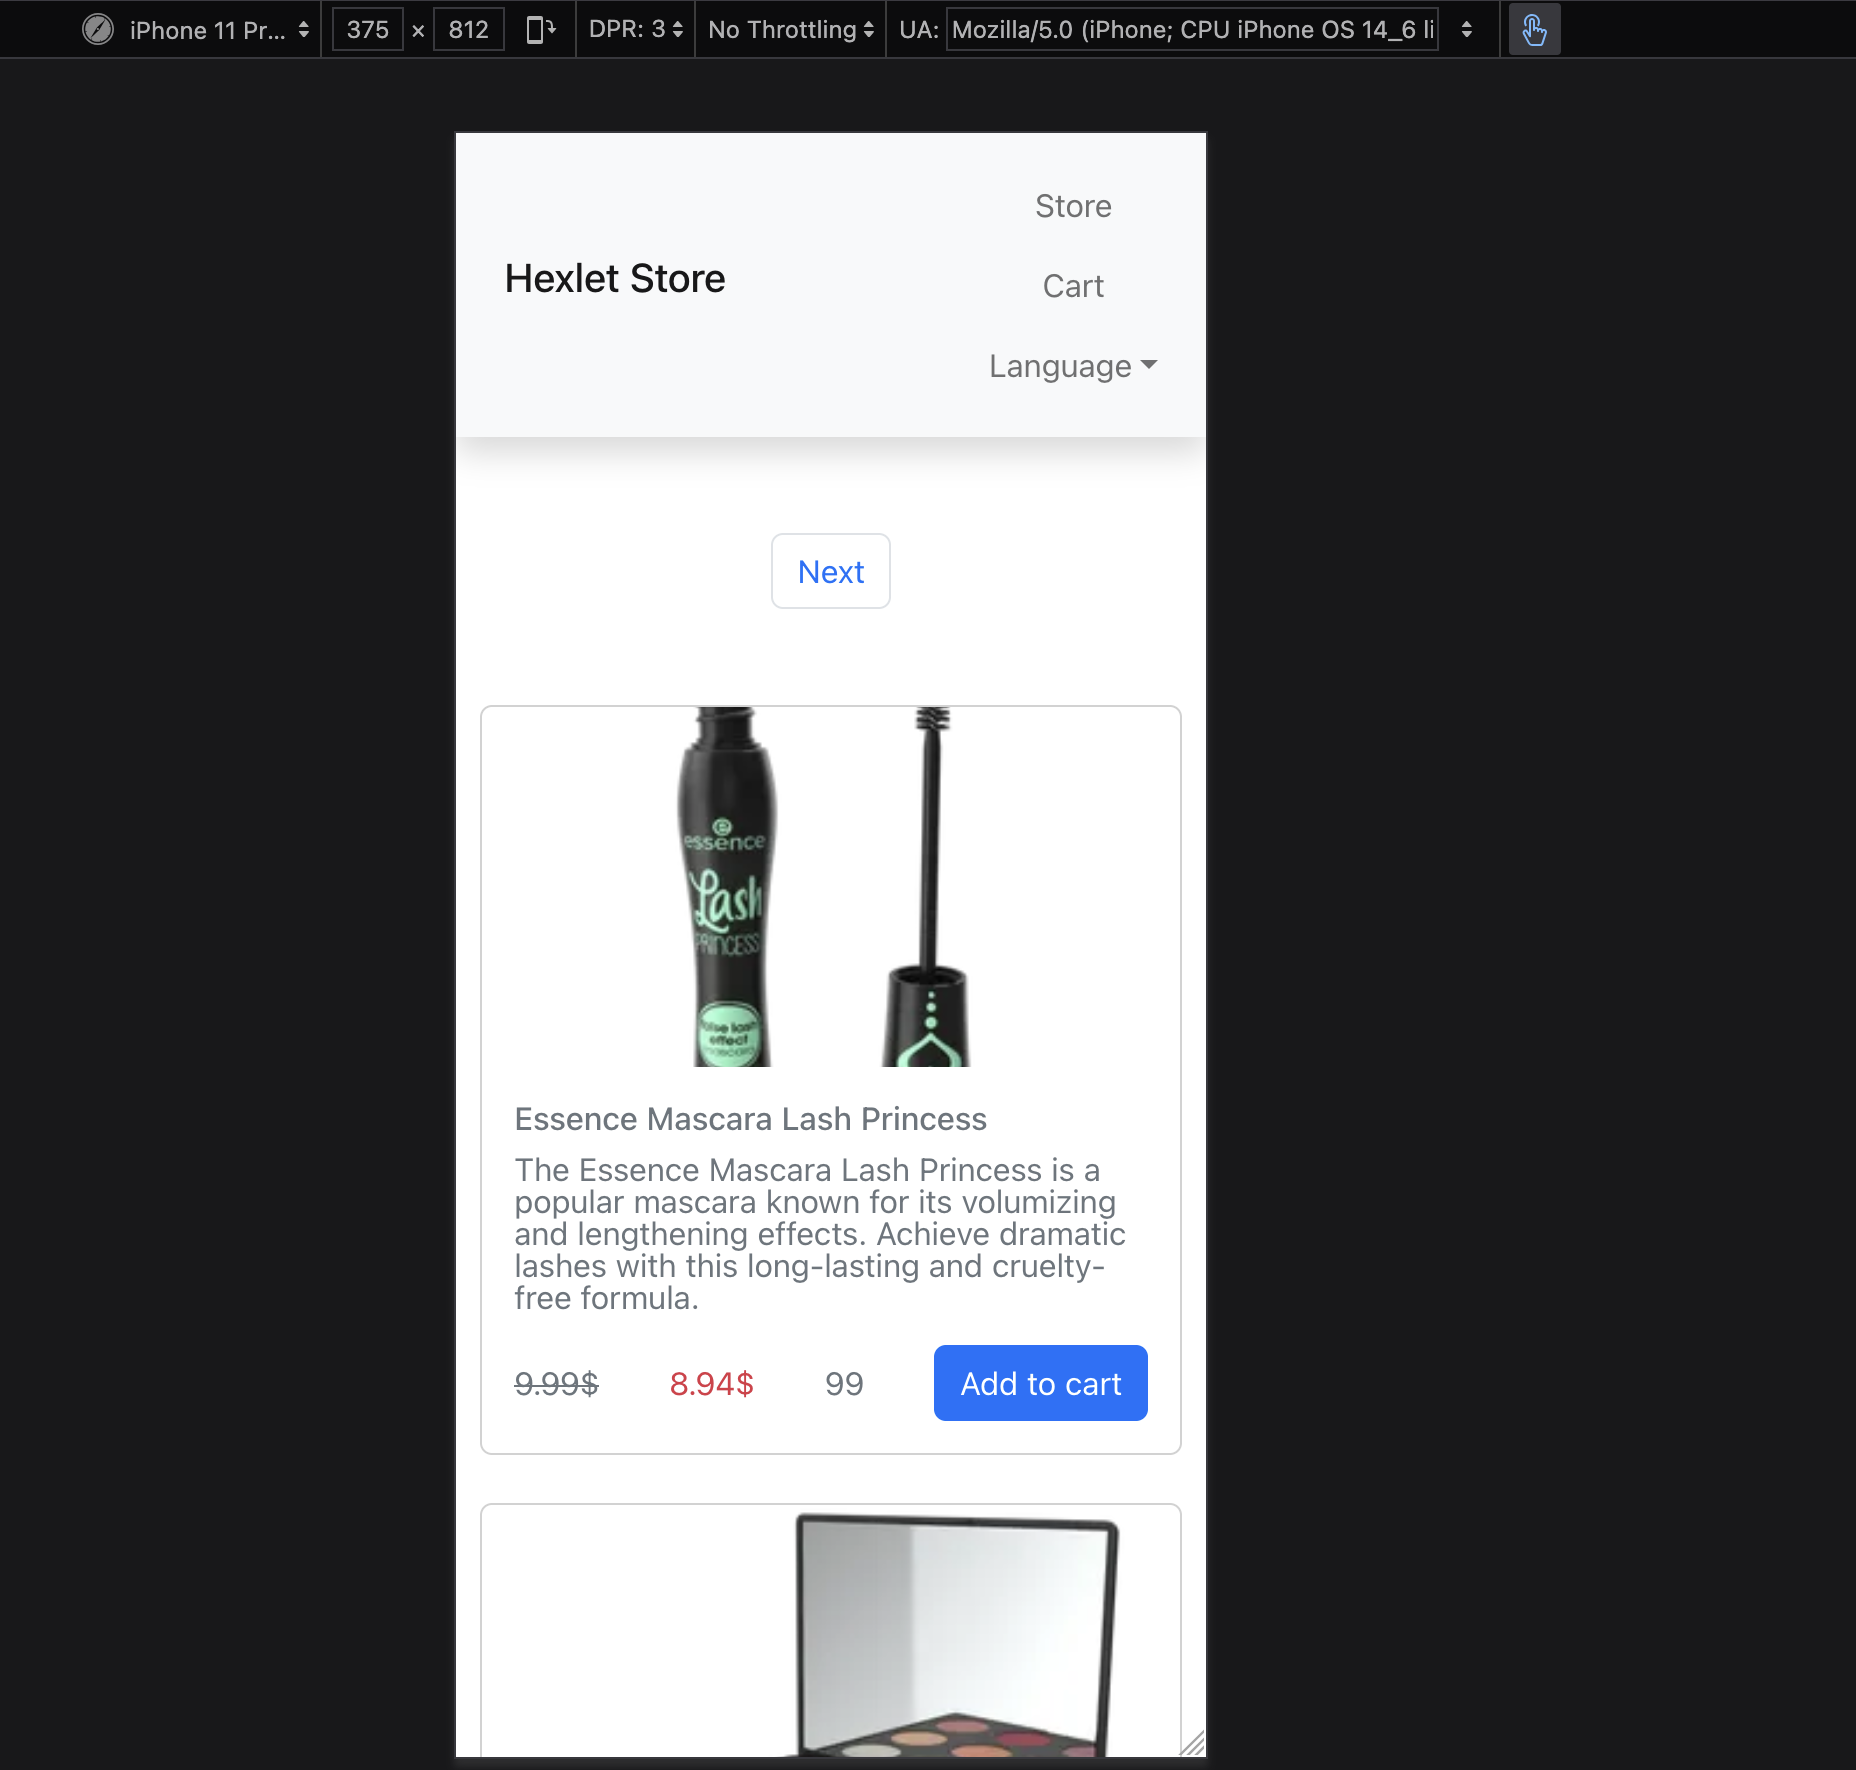 iPhone 11 Pr... 375 × 812 DPR: 3 No Throttling UA: Mozilla/5.0 (iPhone; CPU iPhone OS 14_6 li
Store
Hexlet Store
Cart
Language
Next
essence
Lash
PRINCESS
false lash
effect
mascara
Essence Mascara Lash Princess
The Essence Mascara Lash Princess is a
popular mascara known for its volumizing
and lengthening effects. Achieve dramatic
lashes with this long-lasting and cruelty-
free formula.
9.99$ 8.94$ 99 Add to cart